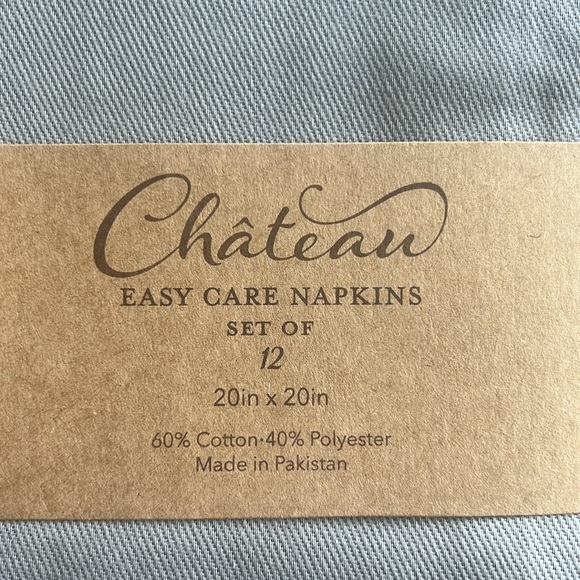 Château
EASY CARE NAPKINS
SET OF
12
20in x 20in
60% Cotton·40% Polyester
Made in Pakistan